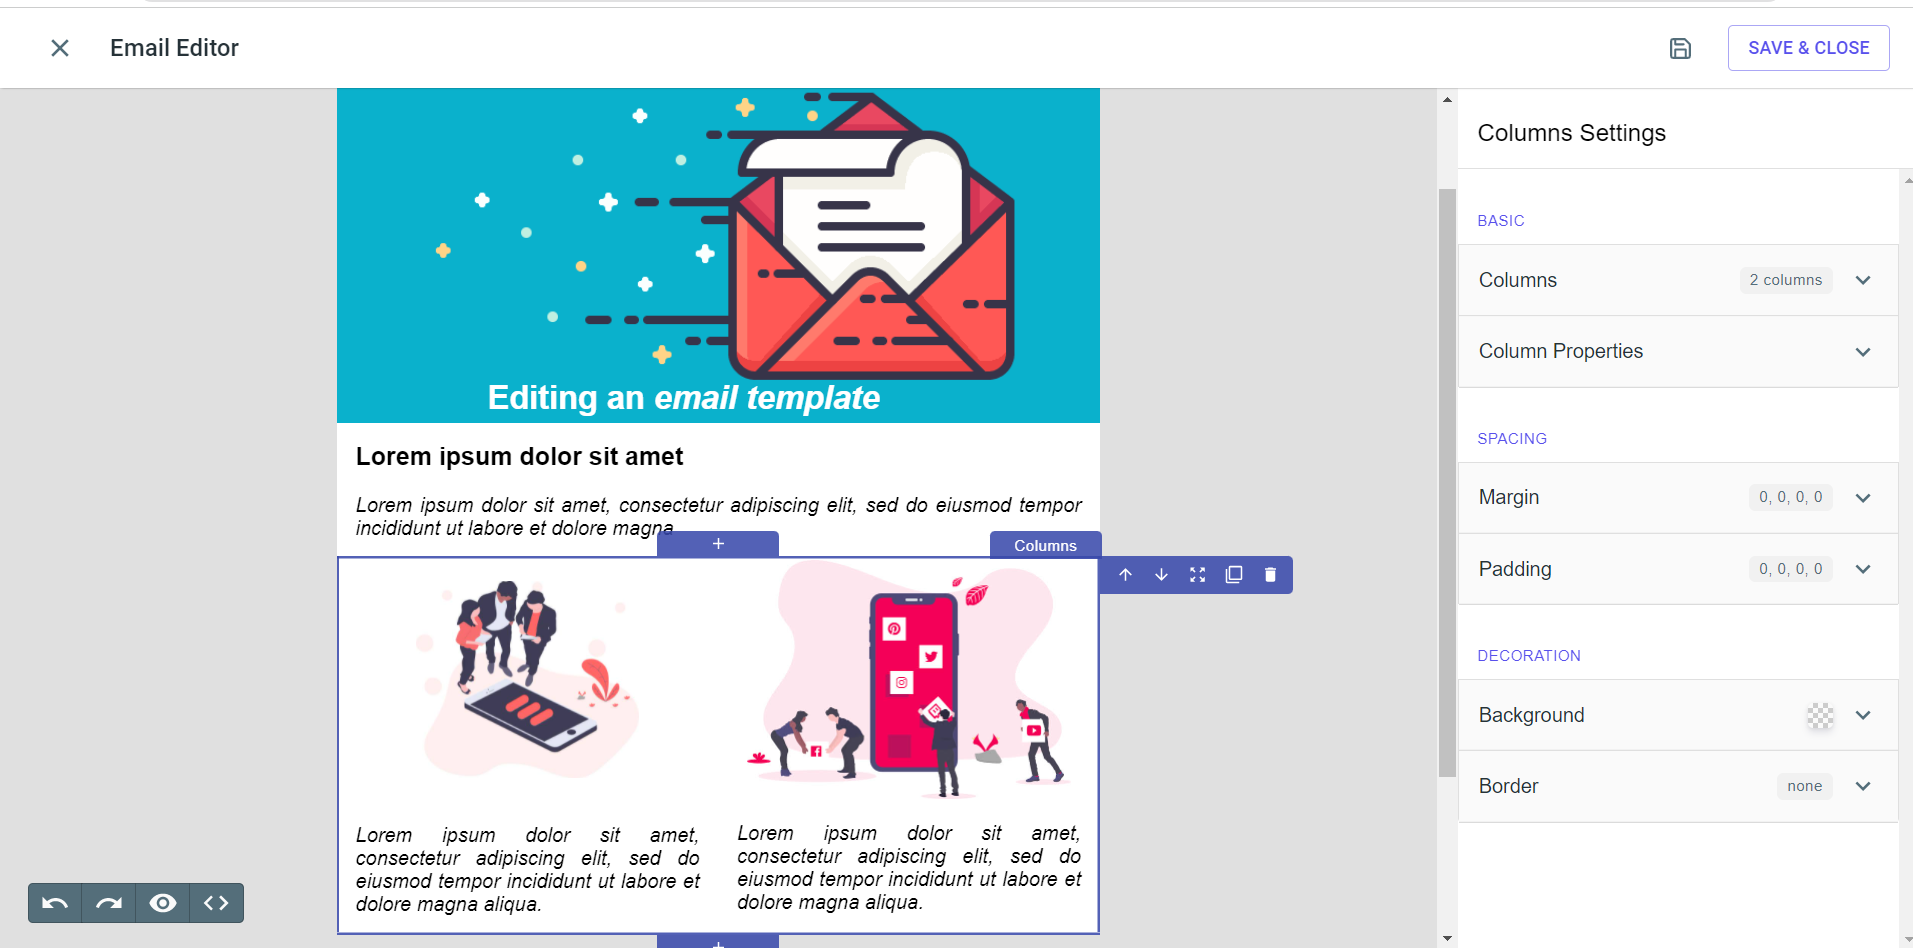 Email Editor
SAVE & CLOSE
Editing an email template
Lorem ipsum dolor sit amet
Lorem ipsum dolor sit amet, consectetur adipiscing elit, sed do eiusmod tempor
incididunt ut labore et dolore magna
+
Columns
Lorem ipsum dolor sit amet,
consectetur adipiscing elit, sed do
eiusmod tempor incididunt ut labore et
dolore magna aliqua.
Lorem ipsum dolor sit amet,
consectetur adipiscing elit, sed do
eiusmod tempor incididunt ut labore et
dolore magna aliqua.
+
Columns Settings
BASIC
Columns 2 columns
Column Properties
SPACING
Margin 0, 0, 0, 0
Padding 0, 0, 0, 0
DECORATION
Background
Border none